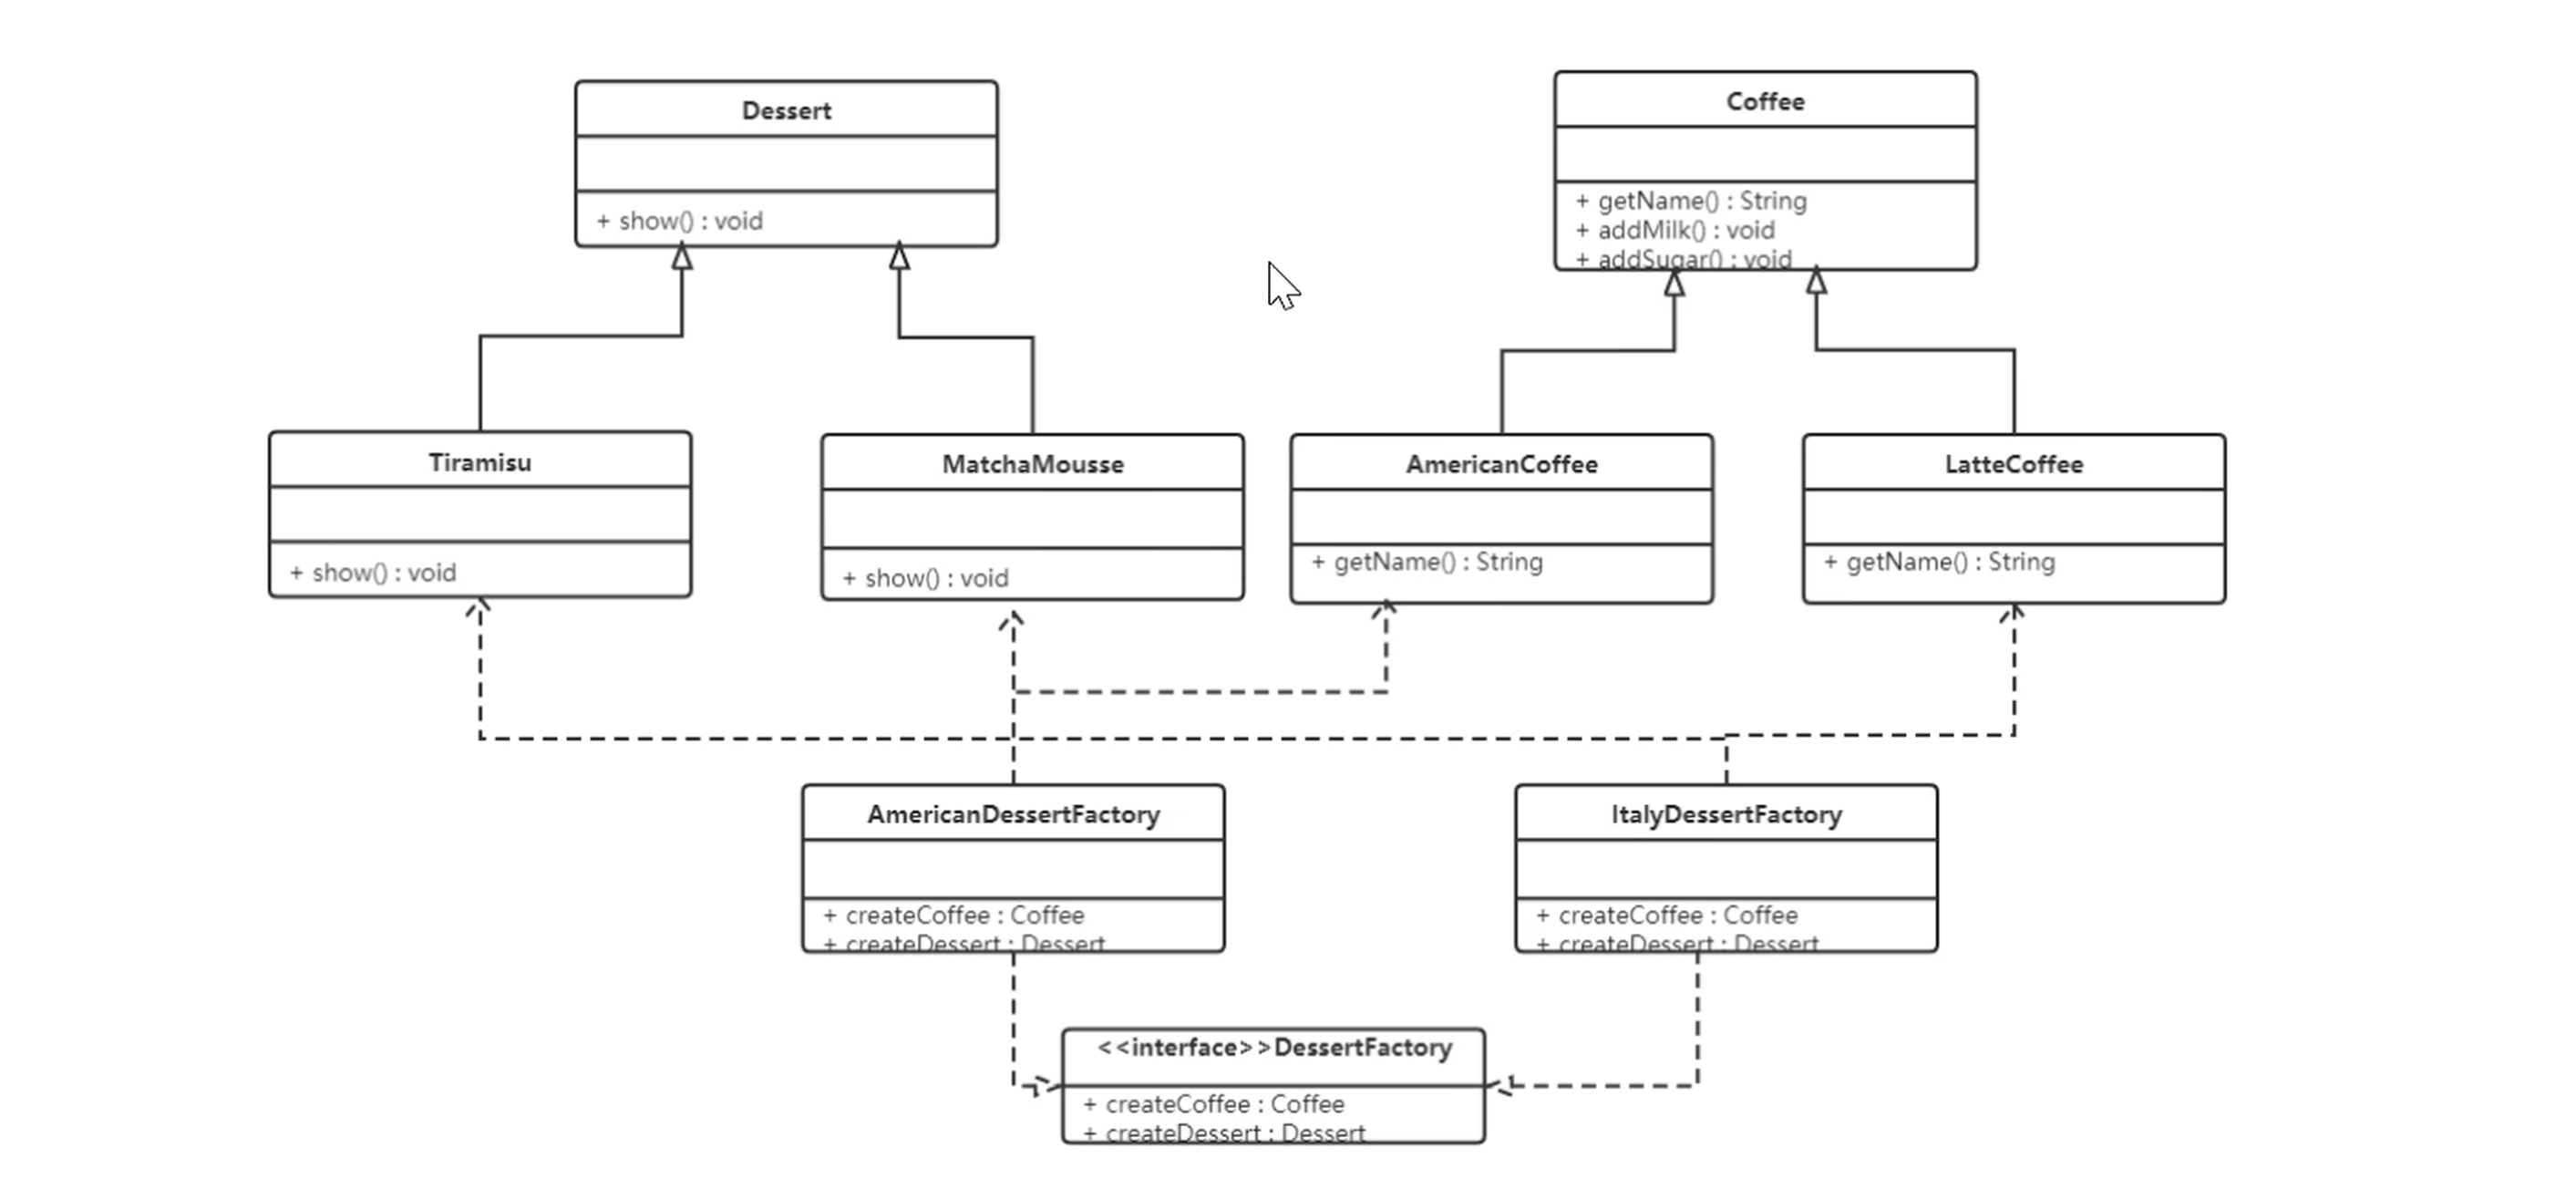 Dessert
+ show() : void
Coffee
+ getName() : String
+ addMilk() : void
+ addSugar() : void
Tiramisu
+ show() : void
MatchaMousse
+ show() : void
AmericanCoffee
+ getName() : String
LatteCoffee
+ getName() : String
AmericanDessertFactory
+ createCoffee : Coffee
+ createDessert : Dessert
ItalyDessertFactory
+ createCoffee : Coffee
+ createDessert : Dessert
<<interface>>DessertFactory
+ createCoffee : Coffee
+ createDessert : Dessert